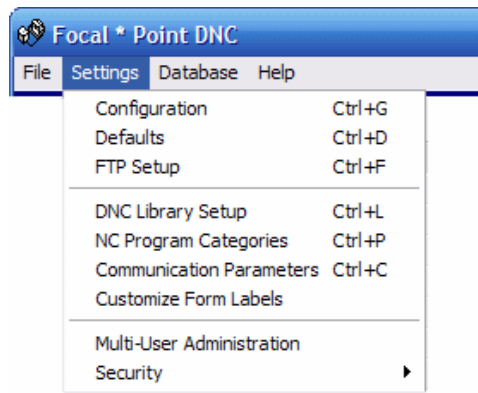 Focal * Point DNC
File Settings Database Help
Configuration Ctrl+G
Defaults Ctrl+D
FTP Setup Ctrl+F
DNC Library Setup Ctrl+L
NC Program Categories Ctrl+P
Communication Parameters Ctrl+C
Customize Form Labels
Multi-User Administration
Security